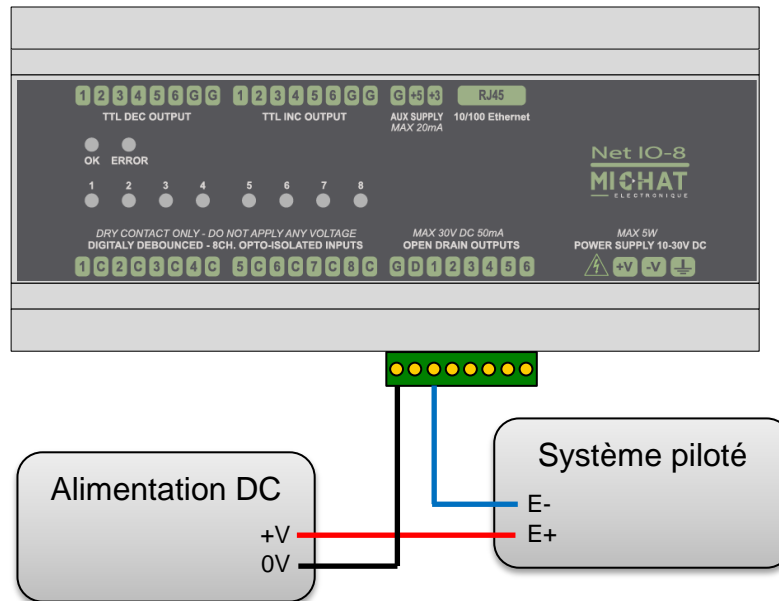 1 2 3 4 5 6 G G 1 2 3 4 5 6 G G G +5 +3 RJ45
TTL DEC OUTPUT TTL INC OUTPUT AUX SUPPLY 10/100 Ethernet
MAX 20mA
OK ERROR
Net IO-8
MICHAT
ELECTRONIQUE
1 2 3 4 5 6 7 8
DRY CONTACT ONLY - DO NOT APPLY ANY VOLTAGE MAX 30V DC 50mA MAX 5W
DIGITALY DEBOUNCED - 8CH. OPTO-ISOLATED INPUTS OPEN DRAIN OUTPUTS POWER SUPPLY 10-30V DC
1 C 2 C 3 C 4 C 5 C 6 C 7 C 8 C G D 1 2 3 4 5 6 +V -V
Système piloté
Alimentation DC
E-
+V E+
0V